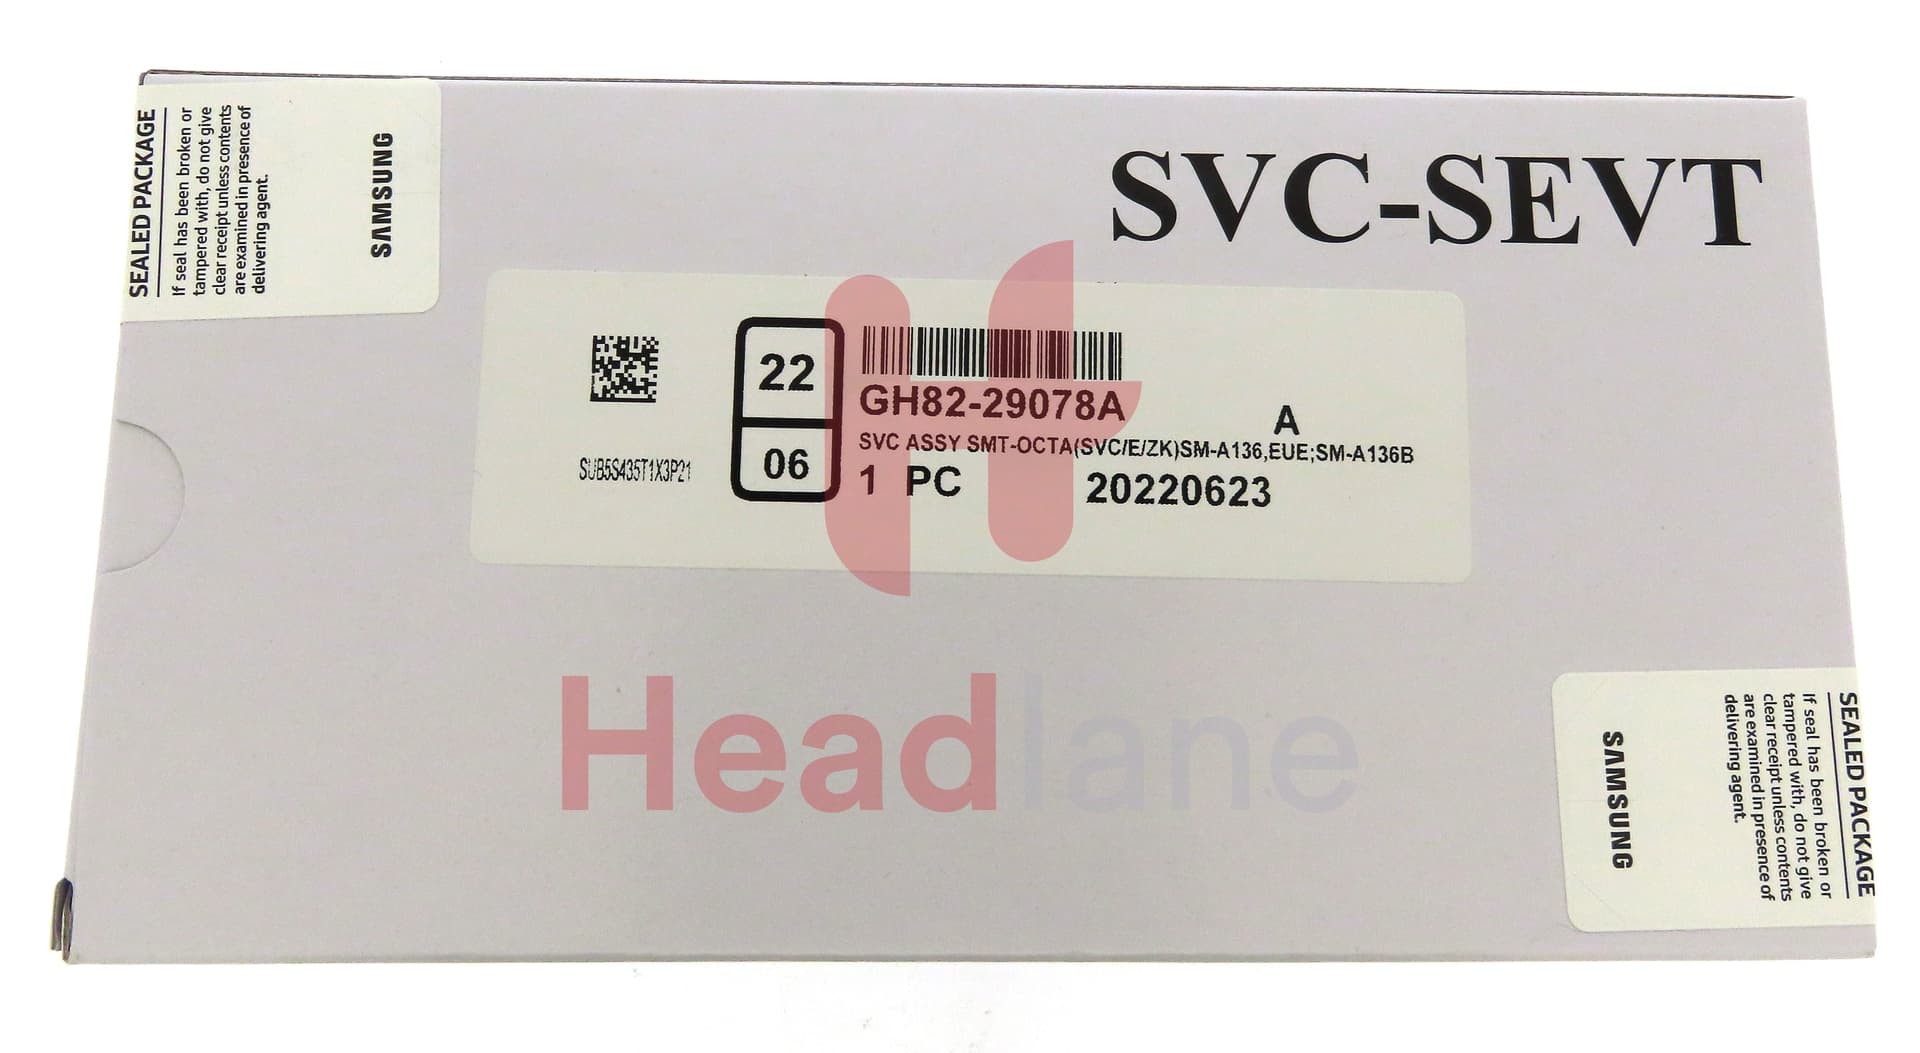 SEALED PACKAGE
If seal has been broken or
tampered with, do not give
clear receipt unless contents
are examined in presence of
delivering agent.
SAMSUNG
SVC-SEVT
22
06
SUB5S435T1X3P21
GH82-29078A
A
SVC ASSY SMT-OCTA(SVC/E/ZK)SM-A136,EUE;SM-A136B
1 PC 20220623
Headlane
SEALED PACKAGE
If seal has been broken or
tampered with, do not give
clear receipt unless contents
are examined in presence of
delivering agent.
SAMSUNG